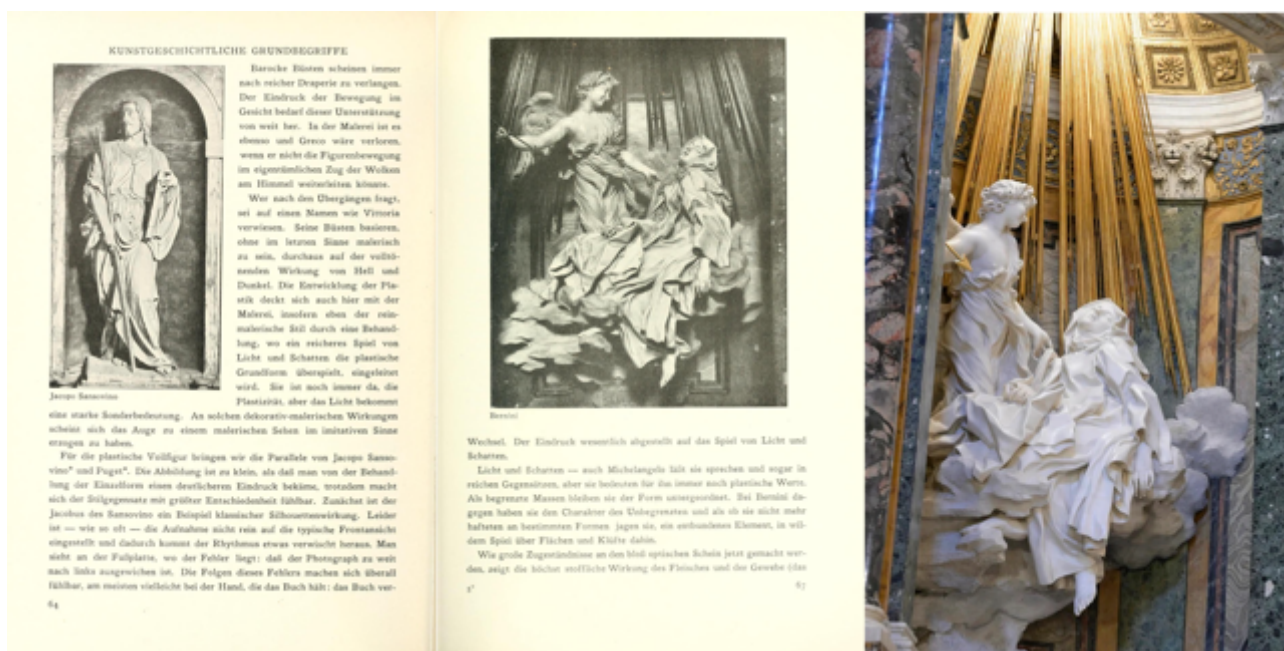 KUNSTGESCHICHTLICHE GRUNDBEGRIFFE
Barocke Büsten scheinen immer
nach reicher Draperie zu verlangen.
Der Eindruck der Bewegung im
Gesicht bedarf dieser Unterstützung
von weit her. In der Malerei ist es
ebenso und Greco wäre verloren,
wenn er nicht die Figurenbewegung
im eigentümlichen Zug der Wolken
am Himmel weiterleiten könnte.
Wer nach den Übergängen fragt,
sei auf einen Namen wie Vittoria
verwiesen. Seine Büsten basieren,
ohne im letzten Sinne malerisch
zu sein, durchaus auf der volltö-
nenden Wirkung von Hell und
Dunkel. Die Entwicklung der Pla-
stik deckt sich auch hier mit der
Malerei, insofern eben der rein-
malerische Stil durch eine Behand-
lung, wo ein reicheres Spiel von
Licht und Schatten die plastische
Grundform überspielt, eingeleitet
wird. Sie ist noch immer da, die
Plastizität, aber das Licht bekommt
Jacopo Sansovino
eine starke Sonderbedeutung. An solchen dekorativ-malerischen Wirkungen
scheint sich das Auge zu einem malerischen Sehen im imitativen Sinne
erzogen zu haben.
Für die plastische Vollfigur bringen wir die Parallele von Jacopo Sanso-
vino* und Puget*. Die Abbildung ist zu klein, als daß man von der Behand-
lung der Einzelform einen deutlicheren Eindruck bekäme, trotzdem macht
sich der Stilgegensatz mit größter Entschiedenheit fühlbar. Zunächst ist der
Jacobus des Sansovino ein Beispiel klassischer Silhouettenwirkung. Leider
ist — wie so oft — die Aufnahme nicht rein auf die typische Frontansicht
eingestellt und dadurch kommt der Rhythmus etwas verwischt heraus. Man
sieht an der Fußplatte, wo der Fehler liegt: daß der Photograph zu weit
nach links ausgewichen ist. Die Folgen dieses Fehlers machen sich überall
fühlbar, am meisten vielleicht bei der Hand, die das Buch hält: das Buch ver-
64
Bernini
Wechsel. Der Eindruck wesentlich abgestellt auf das Spiel von Licht und
Schatten.
Licht und Schatten — auch Michelangelo läßt sie sprechen und sogar in
reichen Gegensätzen, aber sie bedeuten für ihn immer noch plastische Werte.
Als begrenzte Massen bleiben sie der Form untergeordnet. Bei Bernini da-
gegen haben sie den Charakter des Unbegrenzten und als ob sie nicht mehr
hafteten an bestimmten Formen jagen sie, ein entbundenes Element, in wil-
dem Spiel über Flächen und Klüfte dahin.
Wie große Zugeständnisse an den bloß optischen Schein jetzt gemacht wer-
den, zeigt die höchst stoffliche Wirkung des Fleisches und der Gewebe (das
5* 67